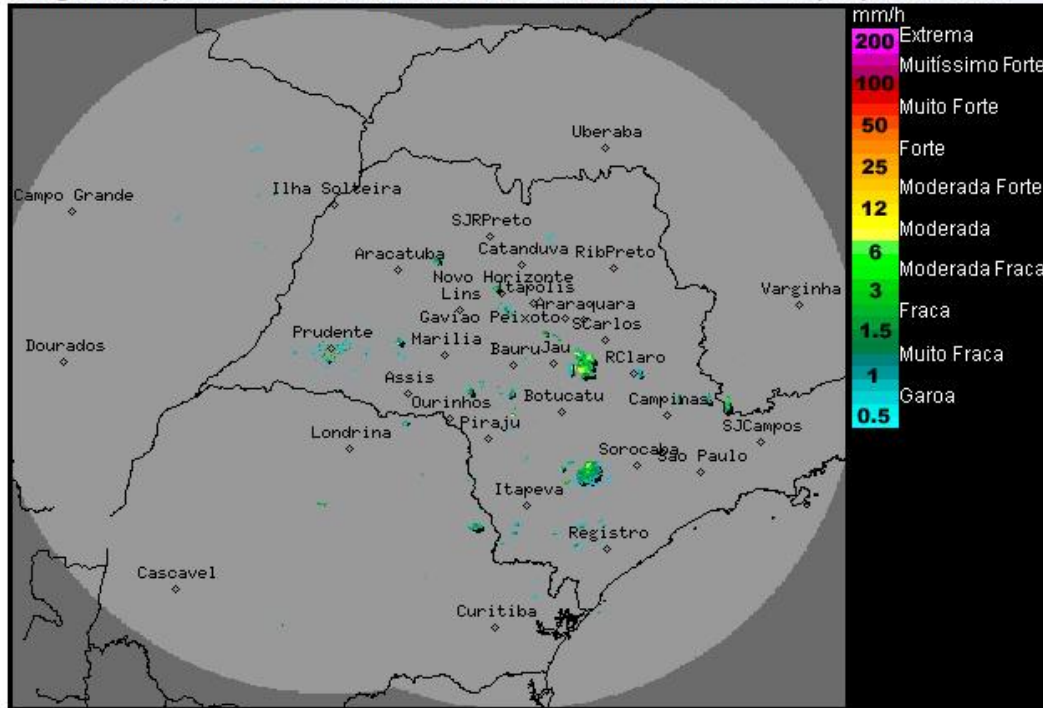 mm/h
200 Extrema
Muitíssimo Forte
100
Muito Forte
50
Forte
25
Moderada Forte
12
Moderada
6
Moderada Fraca
3
Fraca
1.5
Muito Fraca
1
Garoa
0.5
Uberaba
Campo Grande
Ilha Solteira
SJRPreto
Aracatuba
Catanduva
RibPreto
Novo Horizonte
Itapolis
Lins
Araraquara
Varginha
Gaviao Peixoto
SCarlos
Prudente
Marilia
Dourados
Bauru
Jau
RClaro
Assis
Ourinhos
Botucatu
Campinas
Piraju
SJCampos
Londrina
Sorocaba
Sao Paulo
Itapeva
Registro
Cascavel
Curitiba